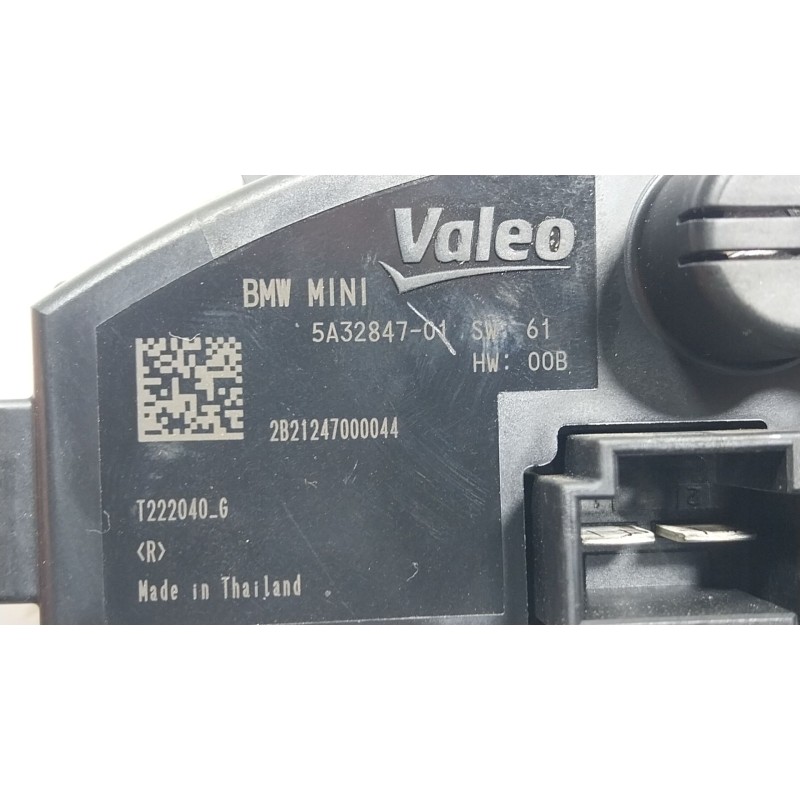 Valeo
BMW MINI
5A32847-01 SW: 61
HW: 00B
2B21247000044
T222040_G
<R>
Made in Thailand